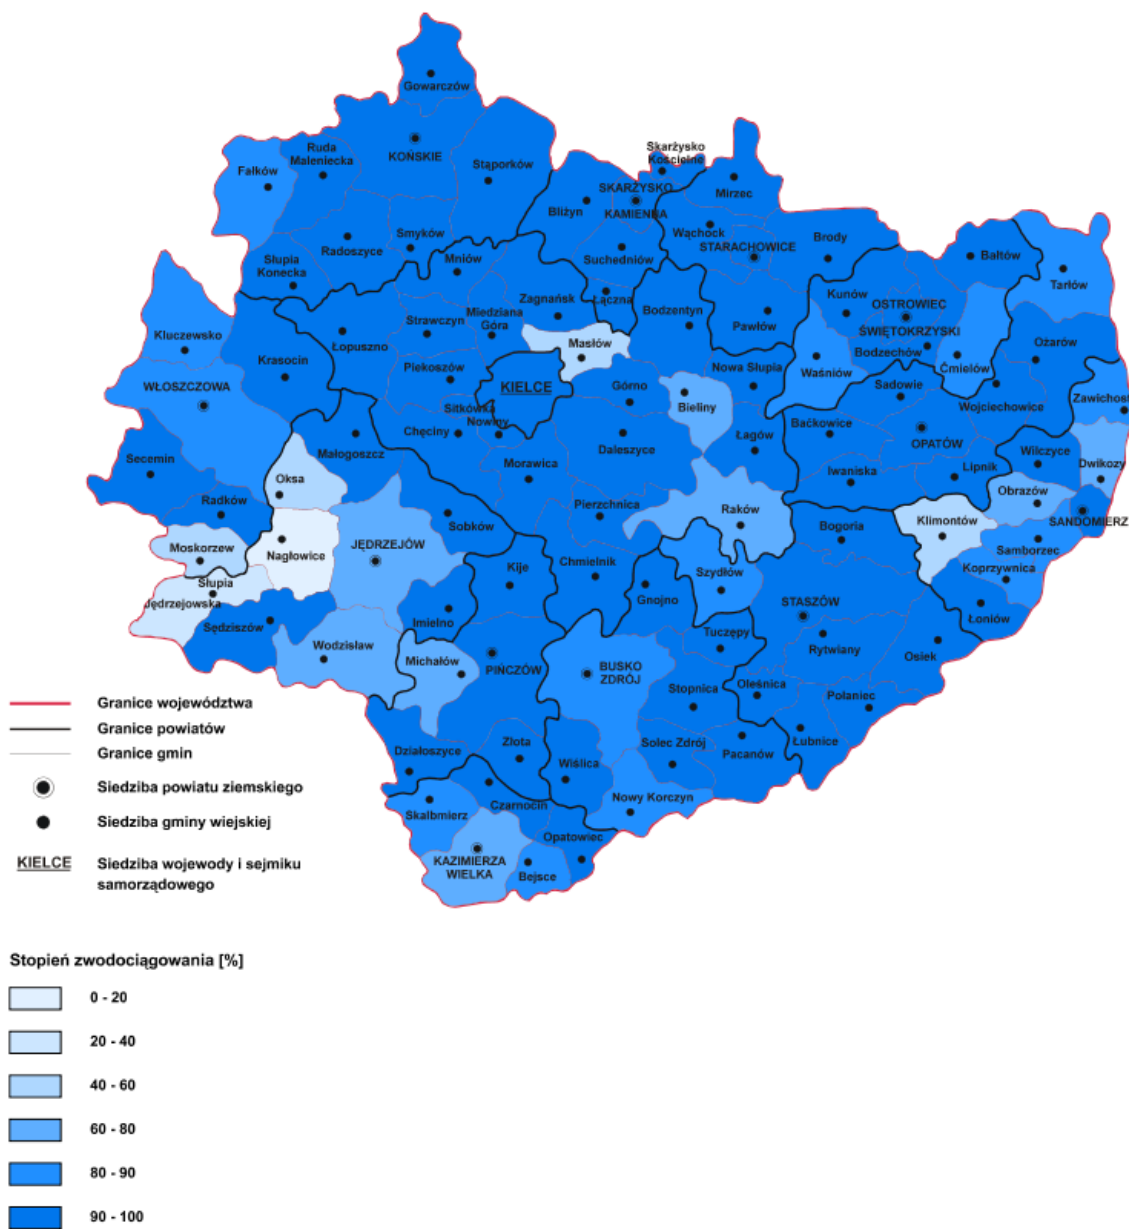 Gowarczów
KOŃSKIE
Ruda
Maleniecka
Stąporków
Fałków
Skarżysko
Kościelne
SKARŻYSKO
KAMIENNA
Bliżyn
Mirzec
Wąchock
STARACHOWICE
Brody
Radoszyce
Smyków
Słupia
Konecka
Mniów
Suchedniów
Bałtów
Tarłów
Zagnańsk
Łączna
Bodzentyn
Pawłów
Kunów
OSTROWIEC
ŚWIĘTOKRZYSKI
Bodzechów
Ćmielów
Ożarów
Kluczewsko
Krasocin
Łopuszno
Strawczyn
Miedziana
Góra
Masłów
Waśniów
WŁOSZCZOWA
Piekoszów
KIELCE
Górno
Nowa Słupia
Bieliny
Sadowie
Wojciechowice
Zawichost
Sitkówka
Nowiny
Chęciny
Daleszyce
Łagów
Baćkowice
OPATÓW
Małogoszcz
Secemin
Oksa
Morawica
Iwaniska
Lipnik
Wilczyce
Dwikozy
Radków
Sobków
Pierzchnica
Raków
Bogoria
Klimontów
Obrazów
SANDOMIERZ
Moskorzew
Nagłowice
JĘDRZEJÓW
Samborzec
Koprzywnica
Słupia
Jędrzejowska
Kije
Chmielnik
Gnojno
Szydłów
STASZÓW
Łoniów
Sędziszów
Imielno
Wodzisław
Michałów
PIŃCZÓW
BUSKO
ZDRÓJ
Tuczępy
Rytwiany
Osiek
Stopnica
Oleśnica
Połaniec
Działoszyce
Złota
Wiślica
Solec Zdrój
Pacanów
Łubnice
Skalbmierz
Czarnocin
Nowy Korczyn
KAZIMIERZA
WIELKA
Bejsce
Opatowiec
Granice województwa
Granice powiatów
Granice gmin
Siedziba powiatu ziemskiego
Siedziba gminy wiejskiej
KIELCE Siedziba wojewody i sejmiku
samorządowego
Stopień zwodociągowania [%]
0 - 20
20 - 40
40 - 60
60 - 80
80 - 90
90 - 100